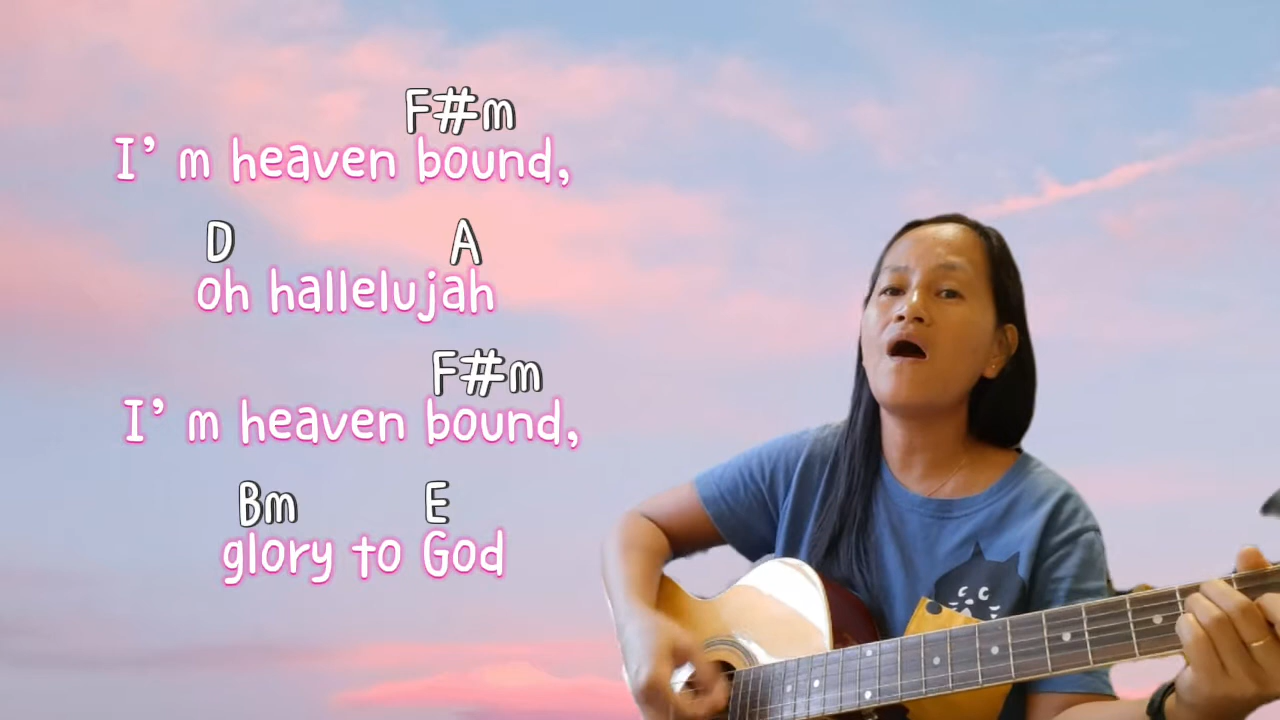 F#m
I'm heaven bound,
D A
oh hallelujah
F#m
I'm heaven bound,
Bm E
glory to God